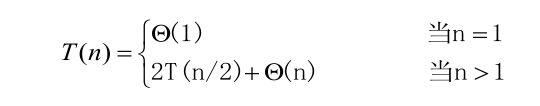 T(n) = { Θ(1) 当n = 1
2T(n/2) + Θ(n) 当n > 1